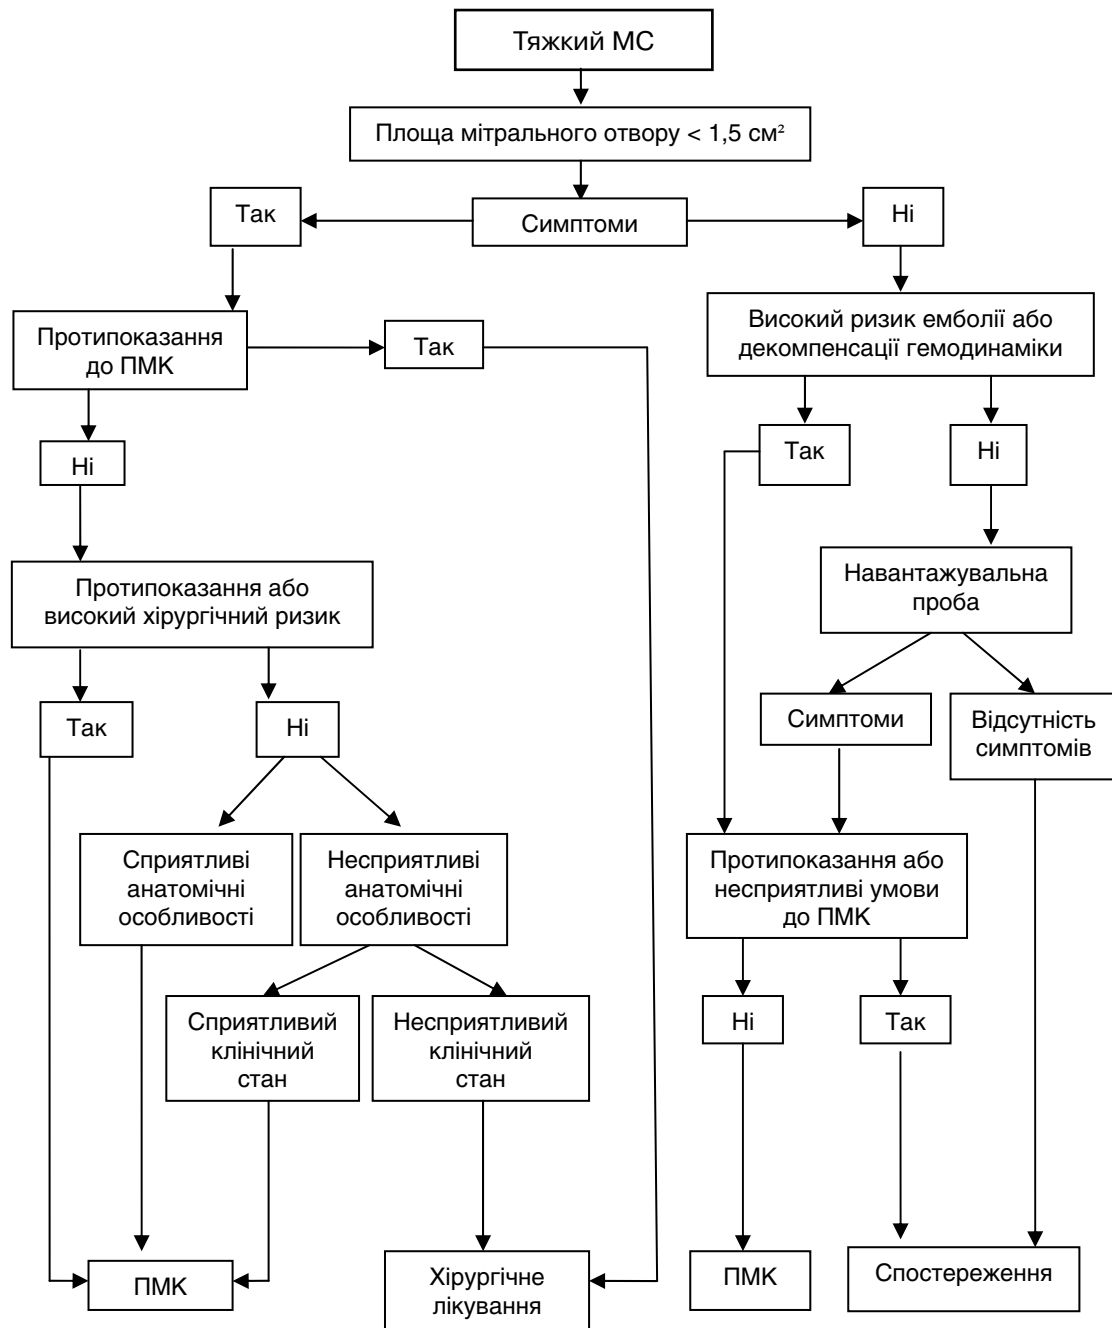 Тяжкий МС
Площа мітрального отвору < 1,5 см²
Так
Симптоми
Ні
Протипоказання
до ПМК
Так
Високий ризик емболії або
декомпенсації гемодинаміки
Ні
Так
Ні
Протипоказання або
високий хірургічний ризик
Навантажувальна
проба
Так
Ні
Симптоми
Відсутність
симптомів
Сприятливі
анатомічні
особливості
Несприятливі
анатомічні
особливості
Протипоказання або
несприятливі умови
до ПМК
Сприятливий
клінічний
стан
Несприятливий
клінічний
стан
Ні
Так
ПМК
Хірургічне
лікування
ПМК
Спостереження